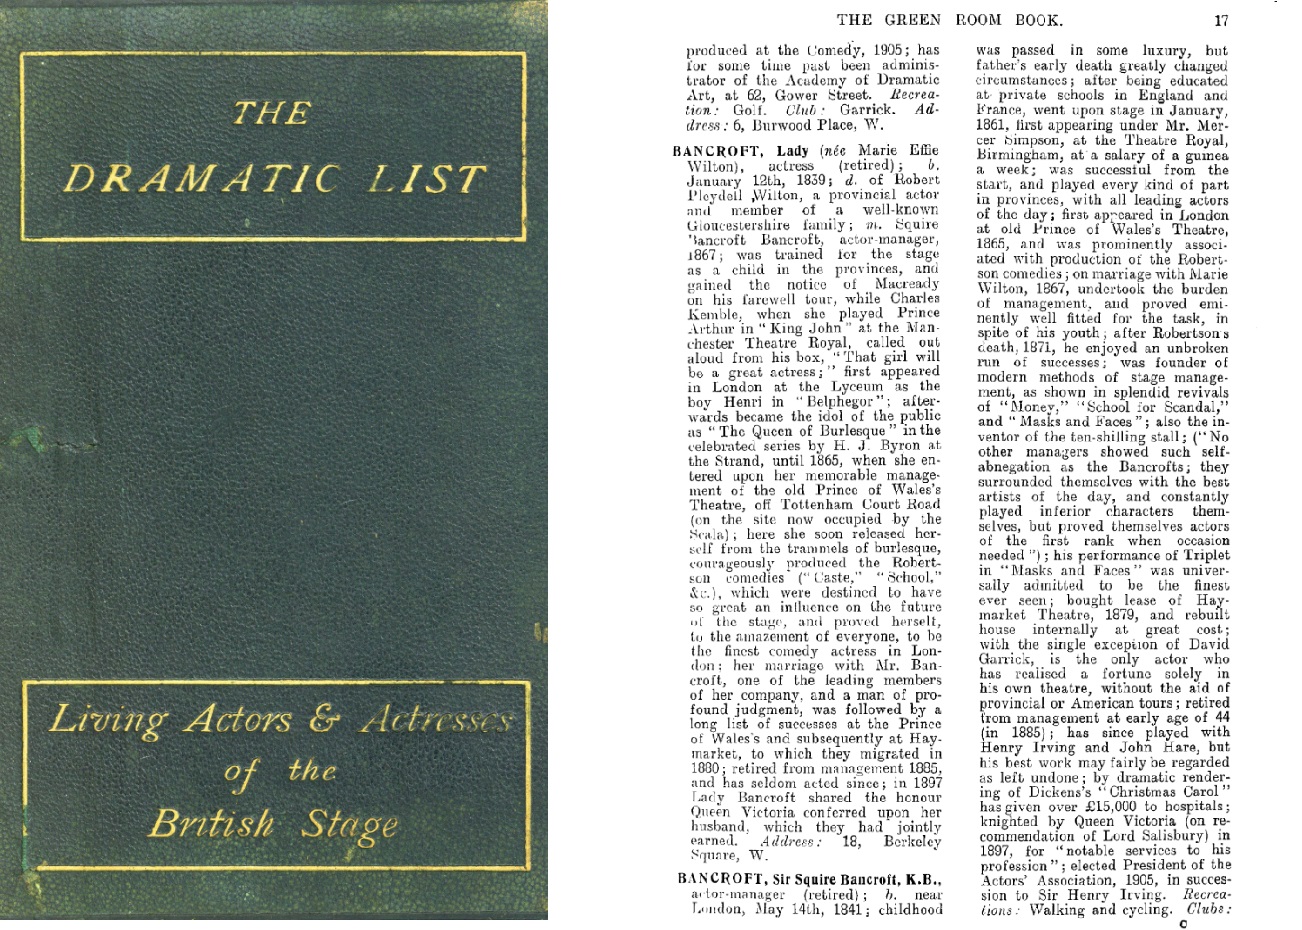 THE
DRAMATIC LIST
Living Actors & Actresses
of the
British Stage
THE GREEN ROOM BOOK.
17
produced at the Comedy, 1905; has
for some time past been adminis-
trator of the Academy of Dramatic
Art, at 62, Gower Street. Recrea-
tion: Golf. Club: Garrick. Ad-
dress: 6, Burwood Place, W.
BANCROFT, Lady (née Marie Effie
Wilton), actress (retired); b.
January 12th, 1839; d. of Robert
Pleydell Wilton, a provincial actor
and member of a well-known
Gloucestershire family; m. Squire
Bancroft Bancroft, actor-manager,
1867; was trained for the stage
as a child in the provinces, and
gained the notice of Macready
on his farewell tour, while Charles
Kemble, when she played Prince
Arthur in "King John" at the Man-
chester Theatre Royal, called out
aloud from his box, "That girl will
be a great actress;" first appeared
in London at the Lyceum as the
boy Henri in "Belphegor"; after-
wards became the idol of the public
as "The Queen of Burlesque" in the
celebrated series by H. J. Byron at
the Strand, until 1865, when she en-
tered upon her memorable manage-
ment of the old Prince of Wales's
Theatre, off Tottenham Court Road
(on the site now occupied by the
Scala); here she soon released her-
self from the trammels of burlesque,
courageously produced the Robert-
son comedies ("Caste," "School,"
&c.), which were destined to have
so great an influence on the future
of the stage, and proved herself,
to the amazement of everyone, to be
the finest comedy actress in Lon-
don; her marriage with Mr. Ban-
croft, one of the leading members
of her company, and a man of pro-
found judgment, was followed by a
long list of successes at the Prince
of Wales's and subsequently at Hay-
market, to which they migrated in
1880; retired from management 1885,
and has seldom acted since; in 1897
Lady Bancroft shared the honour
Queen Victoria conferred upon her
husband, which they had jointly
earned. Address: 18, Berkeley
Square, W.
BANCROFT, Sir Squire Bancroft, K.B.,
actor-manager (retired); b. near
London, May 14th, 1841; childhood
was passed in some luxury, but
father's early death greatly changed
circumstances; after being educated
at private schools in England and
France, went upon stage in January,
1861, first appearing under Mr. Mer-
cer Simpson, at the Theatre Royal,
Birmingham, at a salary of a guinea
a week; was successful from the
start, and played every kind of part
in provinces, with all leading actors
of the day; first appeared in London
at old Prince of Wales's Theatre,
1865, and was prominently associ-
ated with production of the Robert-
son comedies; on marriage with Marie
Wilton, 1867, undertook the burden
of management, and proved emi-
nently well fitted for the task, in
spite of his youth; after Robertson's
death, 1871, he enjoyed an unbroken
run of successes; was founder of
modern methods of stage manage-
ment, as shown in splendid revivals
of "Money," "School for Scandal,"
and "Masks and Faces"; also the in-
ventor of the ten-shilling stall; ("No
other managers showed such self-
abnegation as the Bancrofts; they
surrounded themselves with the best
artists of the day, and constantly
played inferior characters them-
selves, but proved themselves actors
of the first rank when occasion
needed"); his performance of Triplet
in "Masks and Faces" was univer-
sally admitted to be the finest
ever seen; bought lease of Hay-
market Theatre, 1879, and rebuilt
house internally at great cost;
with the single exception of David
Garrick, is the only actor who
has realised a fortune solely in
his own theatre, without the aid of
provincial or American tours; retired
from management at early age of 44
(in 1885); has since played with
Henry Irving and John Hare, but
his best work may fairly be regarded
as left undone; by dramatic render-
ing of Dickens's "Christmas Carol"
has given over £15,000 to hospitals;
knighted by Queen Victoria (on re-
commendation of Lord Salisbury) in
1897, for "notable services to his
profession"; elected President of the
Actors' Association, 1905, in succes-
sion to Sir Henry Irving. Recrea-
tions: Walking and cycling. Clubs:
C